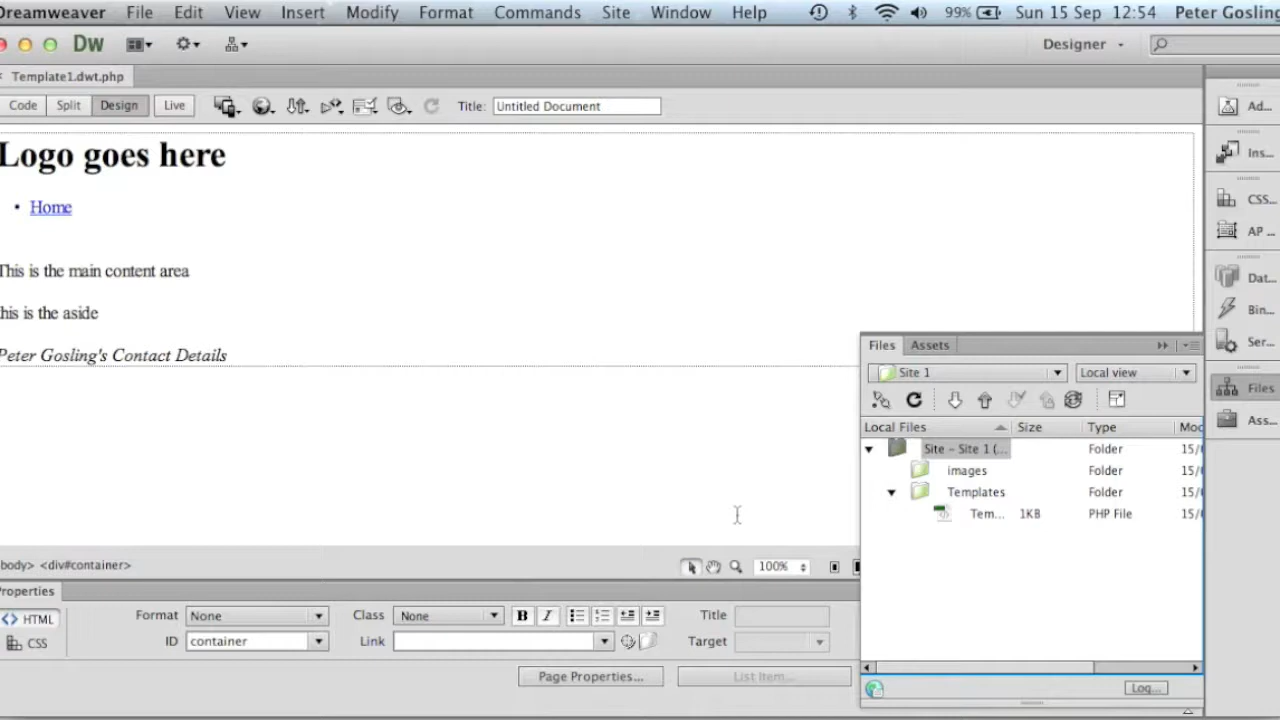 Dreamweaver File Edit View Insert Modify Format Commands Site Window Help 99% Sun 15 Sep 12:54 Peter Gosling
Dw Designer
Template1.dwt.php
Code Split Design Live Title: Untitled Document
Logo goes here
• Home
This is the main content area
this is the aside
Peter Gosling's Contact Details
Ad...
Ins...
CSS...
AP ...
Dat...
Bin...
Ser...
Files
Ass...
Files Assets
Site 1 Local view
Local Files Size Type Mod
Site – Site 1 (... Folder 15/
images Folder 15/
Templates Folder 15/
Tem... 1KB PHP File 15/
Log...
body> <div#container> 100%
Properties
<> HTML Format None Class None B I Title
CSS ID container Link Target
Page Properties... List Item...